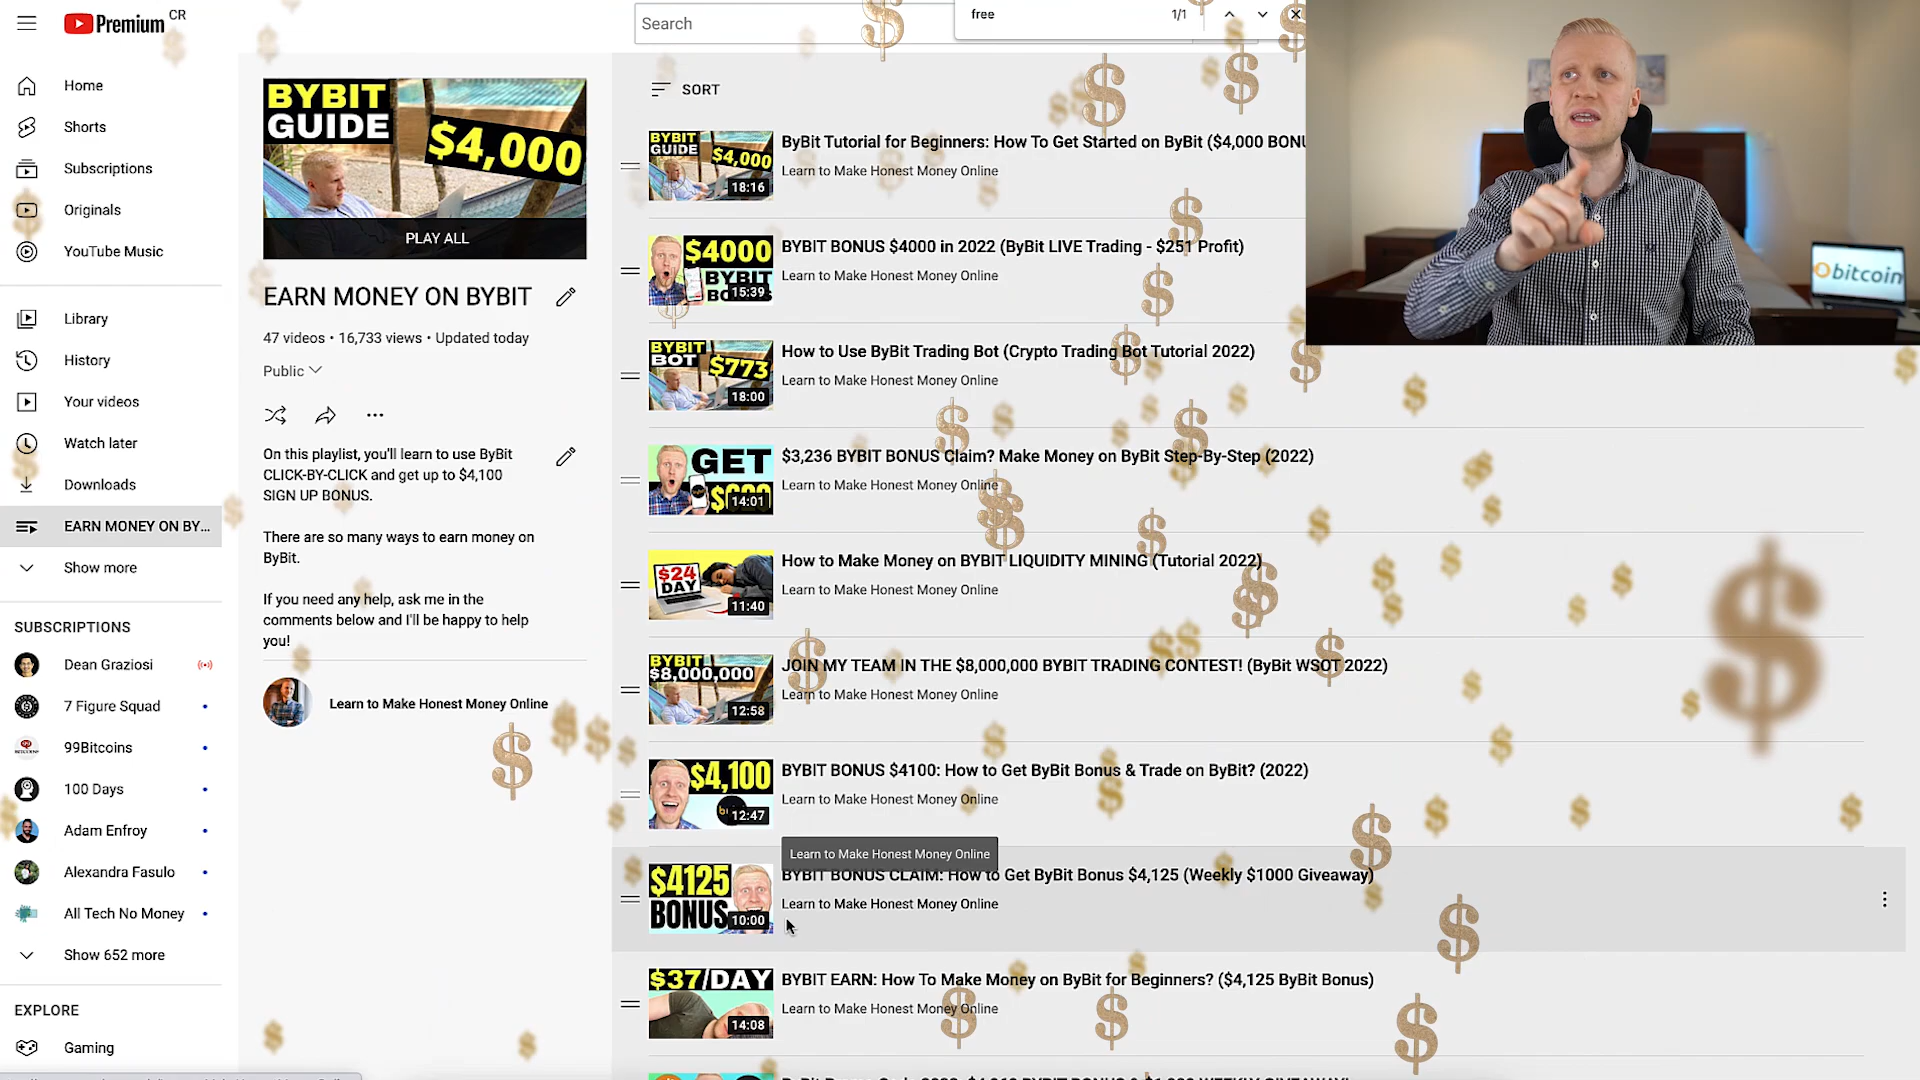 Premium CR
Search
free
1/1
Home
Shorts
Subscriptions
Originals
YouTube Music
Library
History
Your videos
Watch later
Downloads
EARN MONEY ON BY...
Show more
SUBSCRIPTIONS
Dean Graziosi
7 Figure Squad
99Bitcoins
100 Days
Adam Enfroy
Alexandra Fasulo
All Tech No Money
Show 652 more
EXPLORE
Gaming
BYBIT
GUIDE
$4,000
PLAY ALL
EARN MONEY ON BYBIT
47 videos • 16,733 views • Updated today
Public
On this playlist, you'll learn to use ByBit
CLICK-BY-CLICK and get up to $4,100
SIGN UP BONUS.
There are so many ways to earn money on
ByBit.
If you need any help, ask me in the
comments below and I'll be happy to help
you!
Learn to Make Honest Money Online
SORT
BYBIT
GUIDE
$4,000
18:16
ByBit Tutorial for Beginners: How To Get Started on ByBit ($4,000 BONU
Learn to Make Honest Money Online
$4000
BYBIT
15:39
BYBIT BONUS $4000 in 2022 (ByBit LIVE Trading - $251 Profit)
Learn to Make Honest Money Online
BYBIT
BOT
$773
18:00
How to Use ByBit Trading Bot (Crypto Trading Bot Tutorial 2022)
Learn to Make Honest Money Online
GET
14:01
$3,236 BYBIT BONUS Claim? Make Money on ByBit Step-By-Step (2022)
Learn to Make Honest Money Online
$24
DAY
11:40
How to Make Money on BYBIT LIQUIDITY MINING (Tutorial 2022)
Learn to Make Honest Money Online
BYBIT
$8,000,000
12:58
JOIN MY TEAM IN THE $8,000,000 BYBIT TRADING CONTEST! (ByBit WSOT 2022)
Learn to Make Honest Money Online
$4,100
12:47
BYBIT BONUS $4100: How to Get ByBit Bonus & Trade on ByBit? (2022)
Learn to Make Honest Money Online
Learn to Make Honest Money Online
$4125
BONUS
10:00
BYBIT BONUS CLAIM: How to Get ByBit Bonus $4,125 (Weekly $1000 Giveaway)
Learn to Make Honest Money Online
$37/DAY
14:08
BYBIT EARN: How To Make Money on ByBit for Beginners? ($4,125 ByBit Bonus)
Learn to Make Honest Money Online
bitcoin